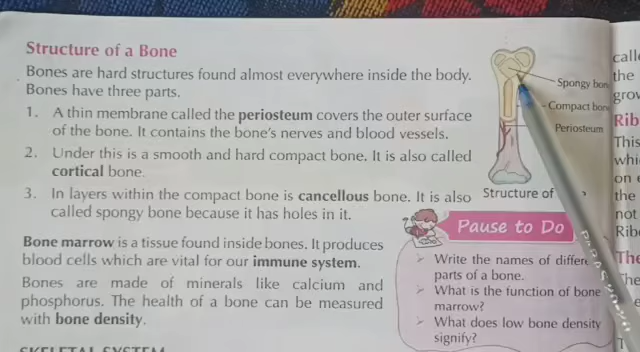 Structure of a Bone
Bones are hard structures found almost everywhere inside the body.
Bones have three parts.
1. A thin membrane called the periosteum covers the outer surface
of the bone. It contains the bone's nerves and blood vessels.
2. Under this is a smooth and hard compact bone. It is also called
cortical bone.
3. In layers within the compact bone is cancellous bone. It is also
called spongy bone because it has holes in it.
Bone marrow is a tissue found inside bones. It produces
blood cells which are vital for our immune system.
Bones are made of minerals like calcium and
phosphorus. The health of a bone can be measured
with bone density.
SKELETAL SYSTEM
Spongy bon
Compact bon
Periosteum
Structure of
Pause to Do
Write the names of differe
parts of a bone.
What is the function of bone
marrow?
What does low bone density
signify?
calle
the
grov
Rib
This
whi
on
the
not
Rib
The
The